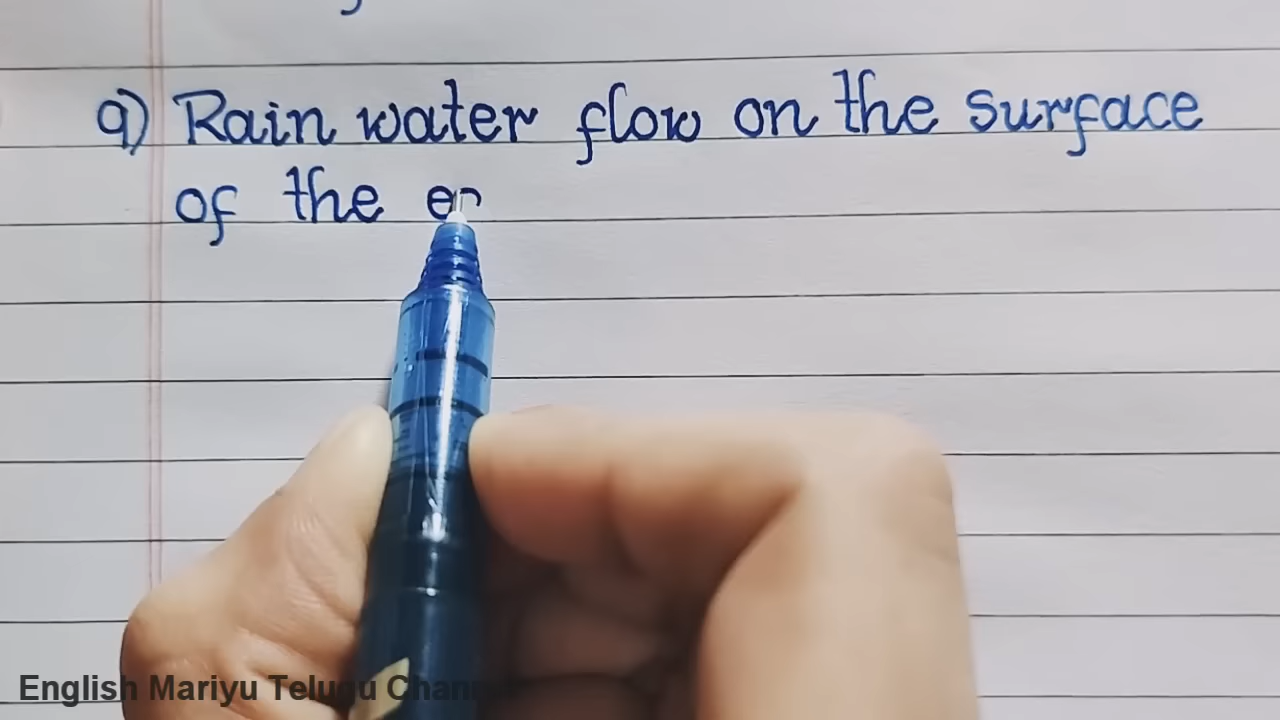 9) Rain water flow on the surface
of the
English Mariyu Telugu